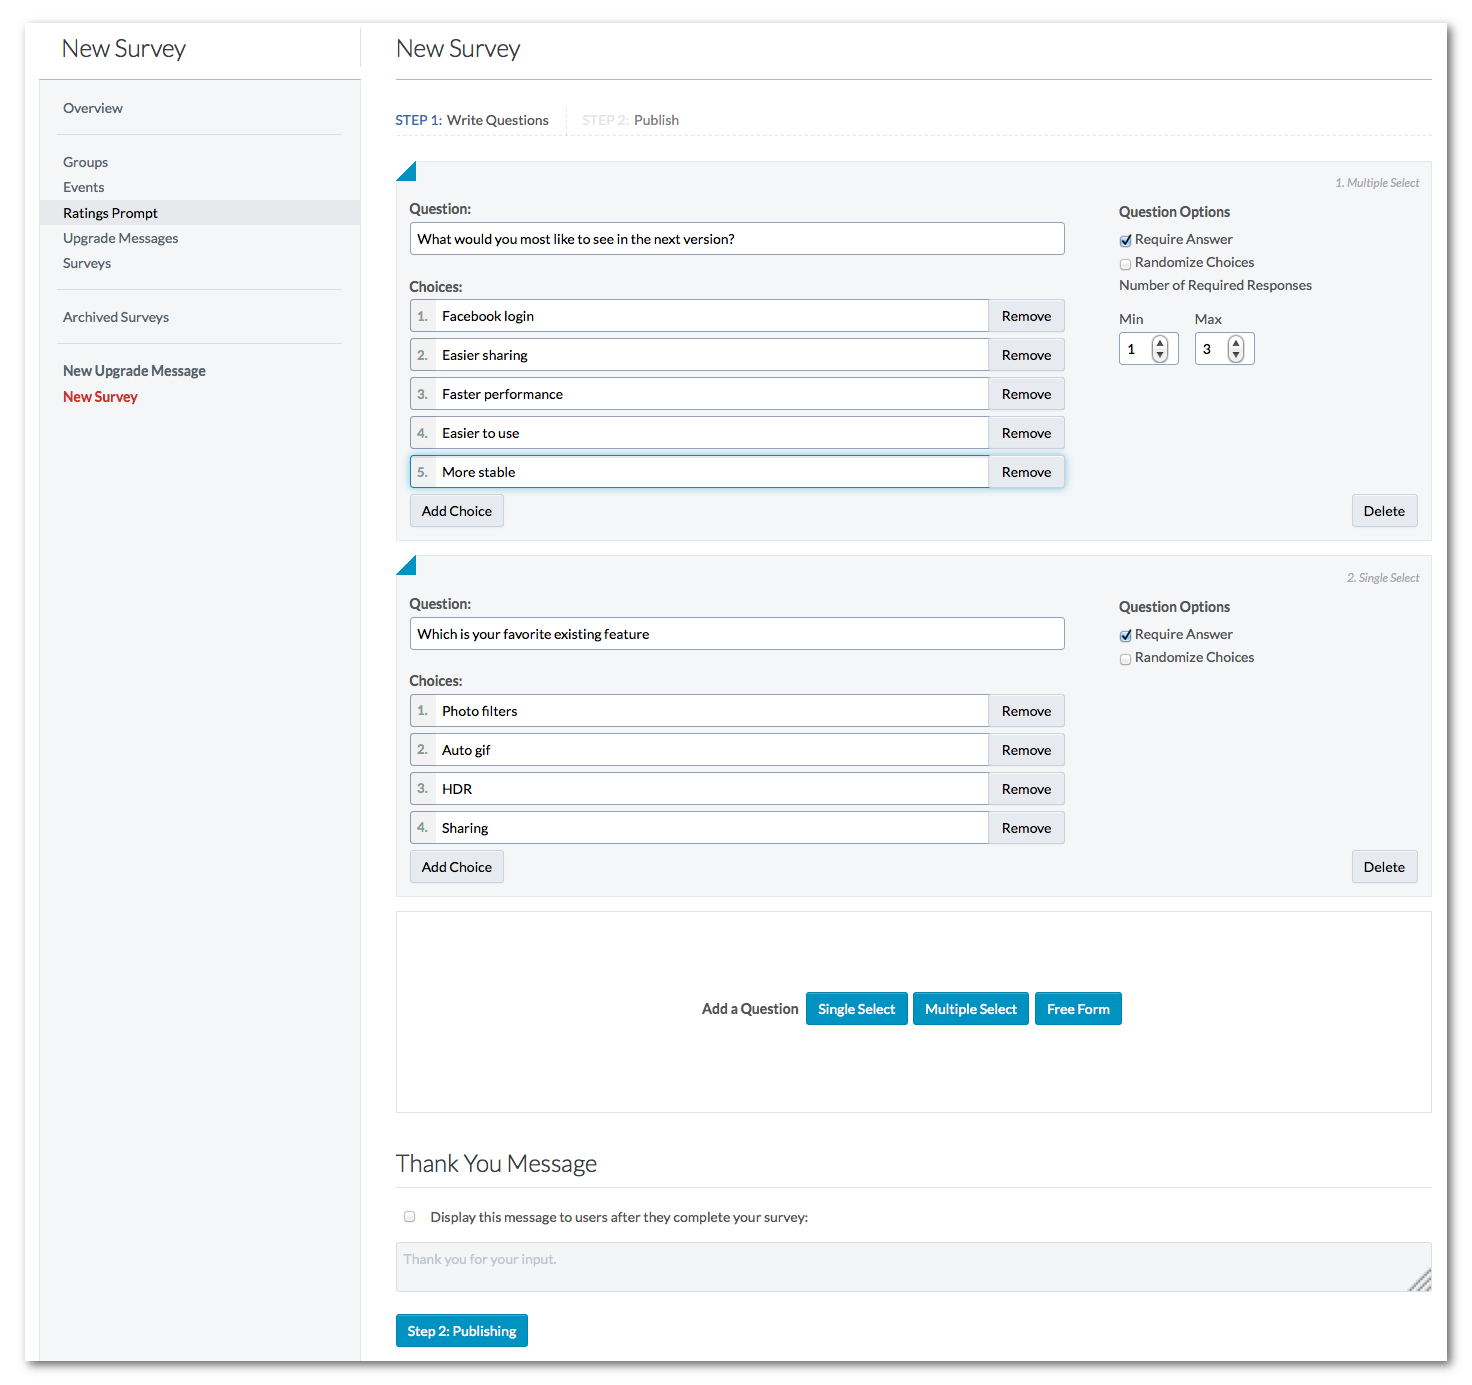 New Survey
Overview
Groups
Events
Ratings Prompt
Upgrade Messages
Surveys
Archived Surveys
New Upgrade Message
New Survey
New Survey
STEP 1: Write Questions STEP 2: Publish
1. Multiple Select
Question:
What would you most like to see in the next version?
Choices:
1. Facebook login Remove
2. Easier sharing Remove
3. Faster performance Remove
4. Easier to use Remove
5. More stable Remove
Add Choice
Question Options
Require Answer
Randomize Choices
Number of Required Responses
Min Max
1 3
Delete
2. Single Select
Question:
Which is your favorite existing feature
Choices:
1. Photo filters Remove
2. Auto gif Remove
3. HDR Remove
4. Sharing Remove
Add Choice
Question Options
Require Answer
Randomize Choices
Delete
Add a Question Single Select Multiple Select Free Form
Thank You Message
Display this message to users after they complete your survey:
Thank you for your input.
Step 2: Publishing